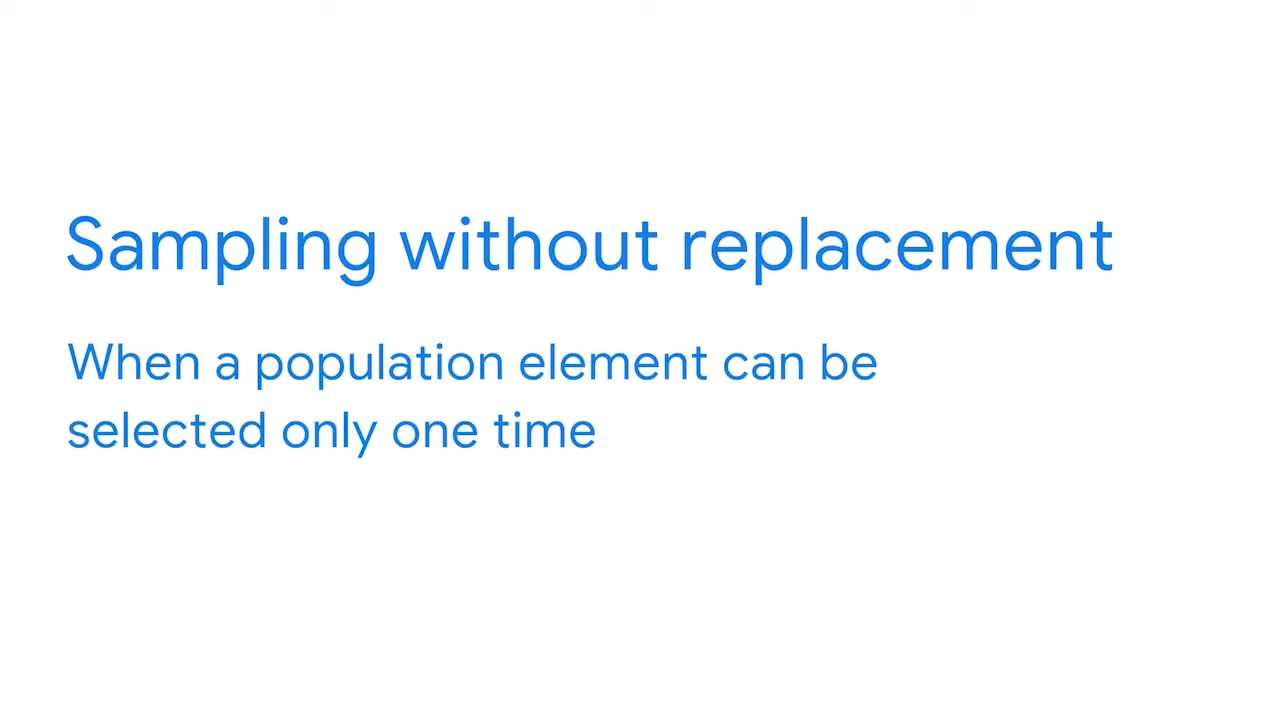 Sampling without replacement
When a population element can be
selected only one time